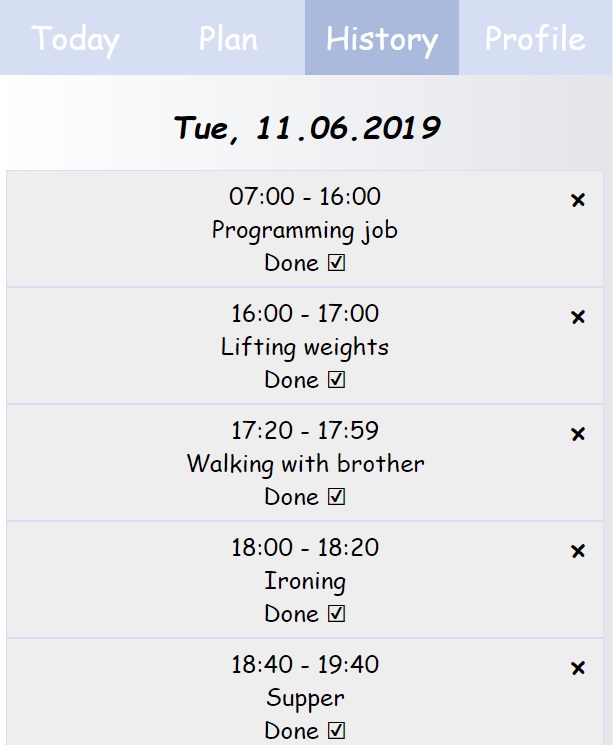 Today Plan History Profile
Tue, 11.06.2019
07:00 - 16:00
Programming job
Done ☑
16:00 - 17:00
Lifting weights
Done ☑
17:20 - 17:59
Walking with brother
Done ☑
18:00 - 18:20
Ironing
Done ☑
18:40 - 19:40
Supper
Done ☑